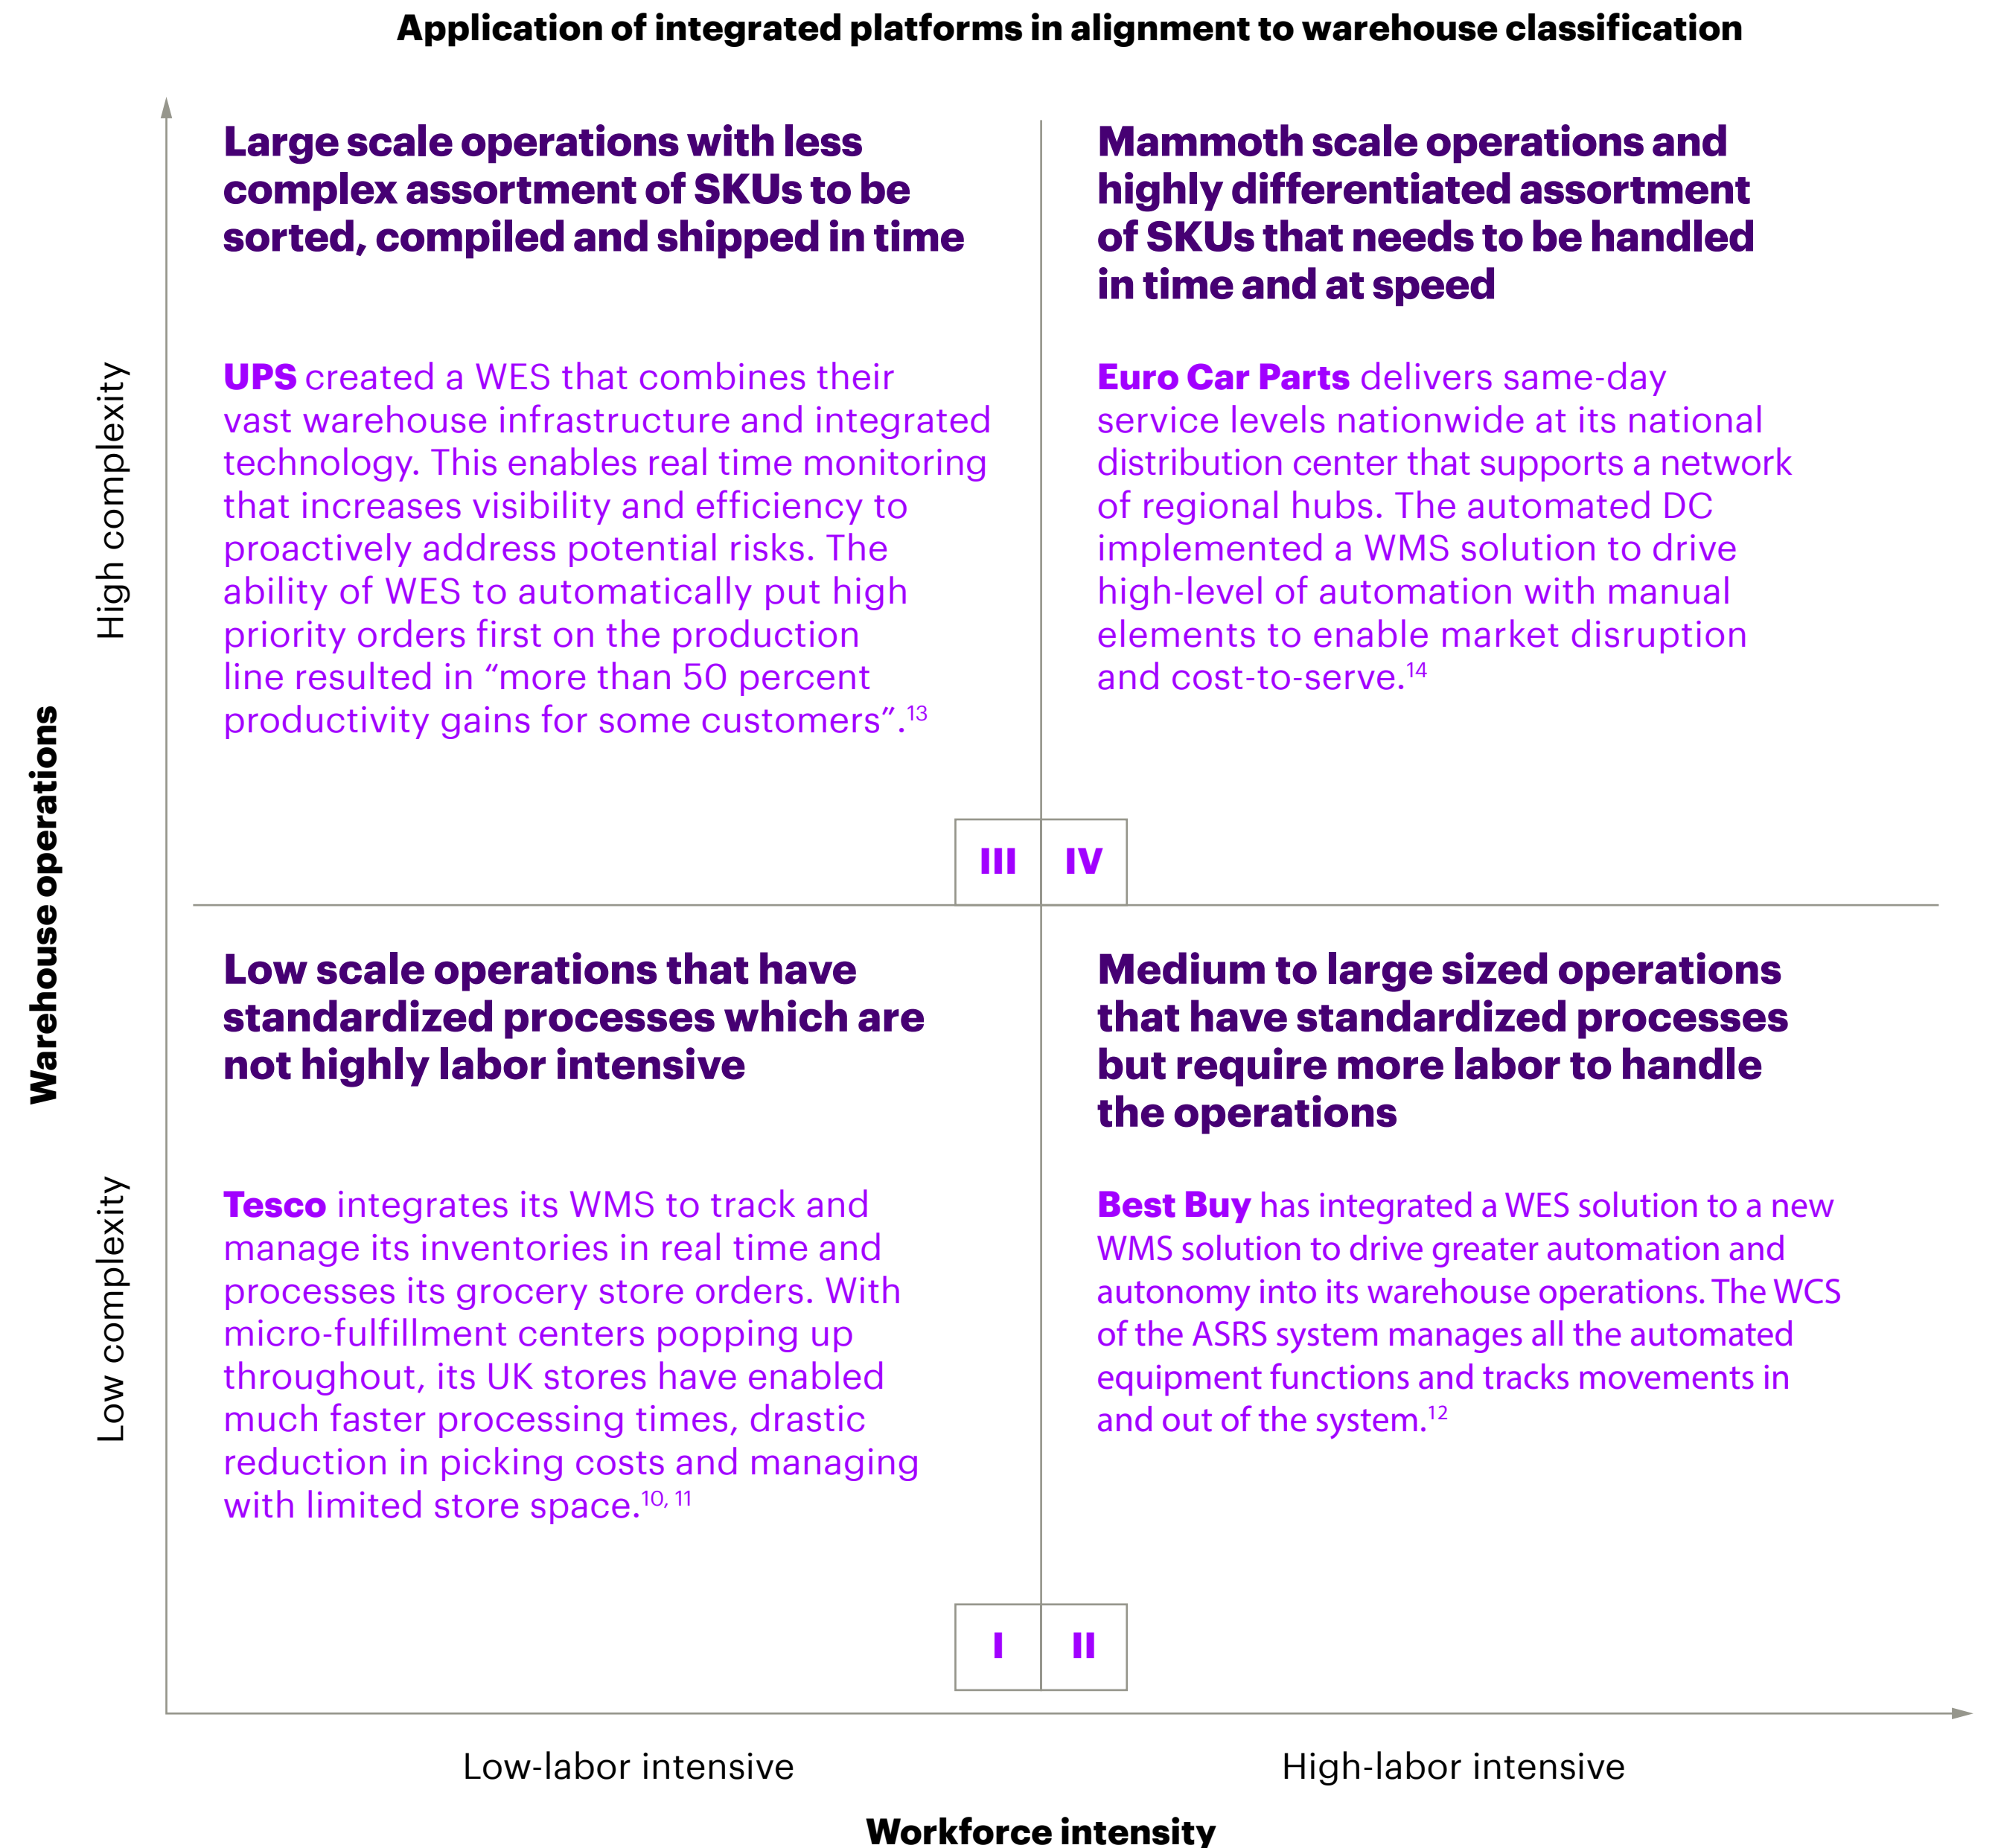 Application of integrated platforms in alignment to warehouse classification
Warehouse operations
High complexity
Large scale operations with less
complex assortment of SKUs to be
sorted, compiled and shipped in time
UPS created a WES that combines their
vast warehouse infrastructure and integrated
technology. This enables real time monitoring
that increases visibility and efficiency to
proactively address potential risks. The
ability of WES to automatically put high
priority orders first on the production
line resulted in “more than 50 percent
productivity gains for some customers”.13
III
Mammoth scale operations and
highly differentiated assortment
of SKUs that needs to be handled
in time and at speed
Euro Car Parts delivers same-day
service levels nationwide at its national
distribution center that supports a network
of regional hubs. The automated DC
implemented a WMS solution to drive
high-level of automation with manual
elements to enable market disruption
and cost-to-serve.14
IV
Low complexity
Low scale operations that have
standardized processes which are
not highly labor intensive
Tesco integrates its WMS to track and
manage its inventories in real time and
processes its grocery store orders. With
micro-fulfillment centers popping up
throughout, its UK stores have enabled
much faster processing times, drastic
reduction in picking costs and managing
with limited store space.10, 11
I
Medium to large sized operations
that have standardized processes
but require more labor to handle
the operations
Best Buy has integrated a WES solution to a new
WMS solution to drive greater automation and
autonomy into its warehouse operations. The WCS
of the ASRS system manages all the automated
equipment functions and tracks movements in
and out of the system.12
II
Low-labor intensive
High-labor intensive
Workforce intensity